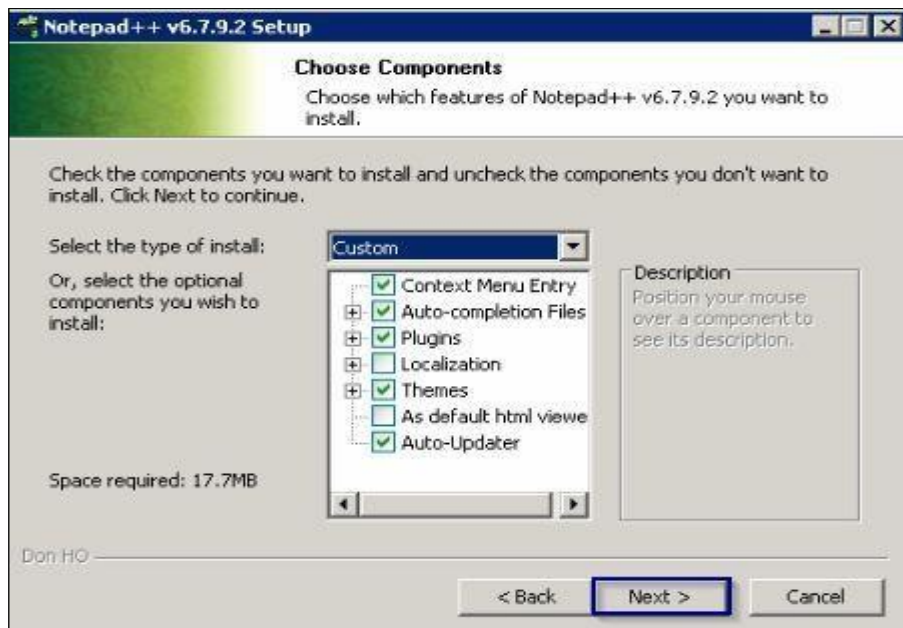 Notepad++ v6.7.9.2 Setup
Choose Components
Choose which features of Notepad++ v6.7.9.2 you want to
install.
Check the components you want to install and uncheck the components you don't want to
install. Click Next to continue.
Select the type of install:
Custom
Or, select the optional
components you wish to
install:
Context Menu Entry
Auto-completion Files
Plugins
Localization
Themes
As default html viewe
Auto-Updater
Description
Position your mouse
over a component to
see its description.
Space required: 17.7MB
Don HO
< Back
Next >
Cancel